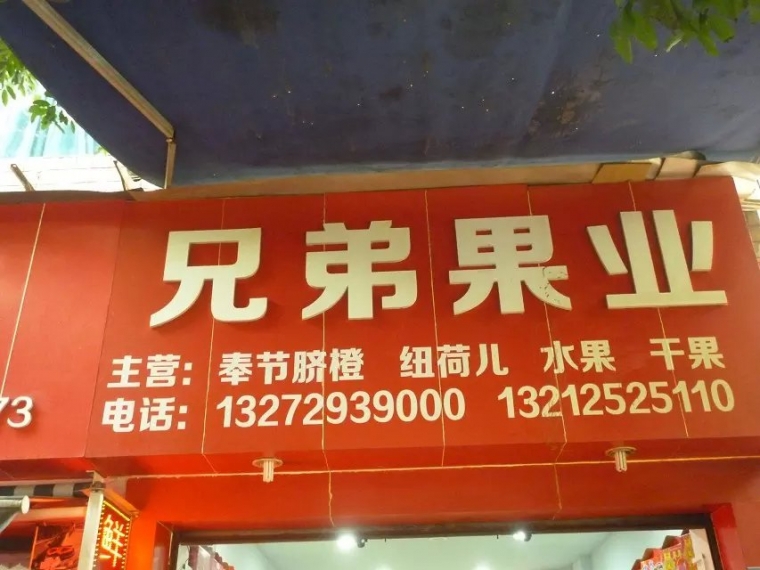 兄弟果业
主营：奉节脐橙 纽荷儿 水果 干果
电话：13272939000 13212525110
73